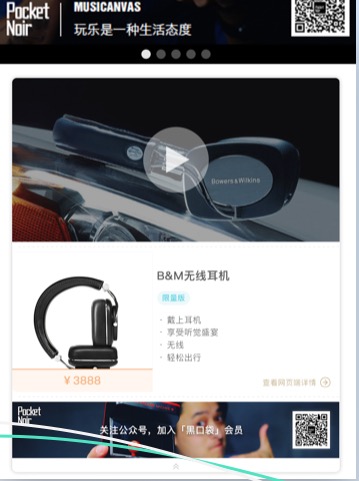 Pocket
Noir
MUSICANVAS
玩乐是一种生活态度
Bowers & Wilkins
B&M无线耳机
限量版
· 戴上耳机
· 享受听觉盛宴
· 无线
· 轻松出行
¥ 3888
查看网页端详情
Pocket
Noir
关注公众号，加入「黑口袋」会员